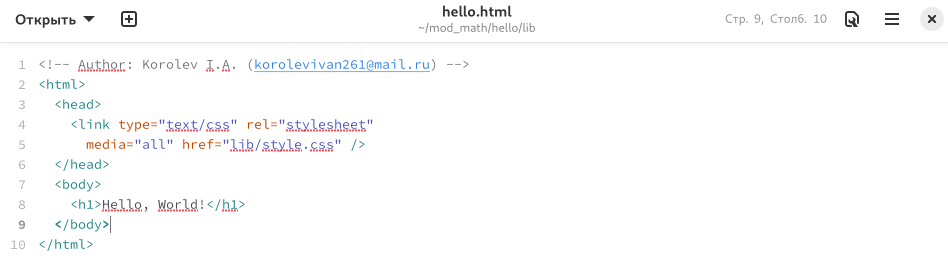 Открыть
hello.html
~/mod_math/hello/lib
Стр. 9, Столб. 10
1 <!-- Author: Korolev I.A. (korolevivan261@mail.ru) -->
2 <html>
3   <head>
4     <link type="text/css" rel="stylesheet"
5       media="all" href="lib/style.css" />
6   </head>
7   <body>
8     <h1>Hello, World!</h1>
9   </body>
10 </html>